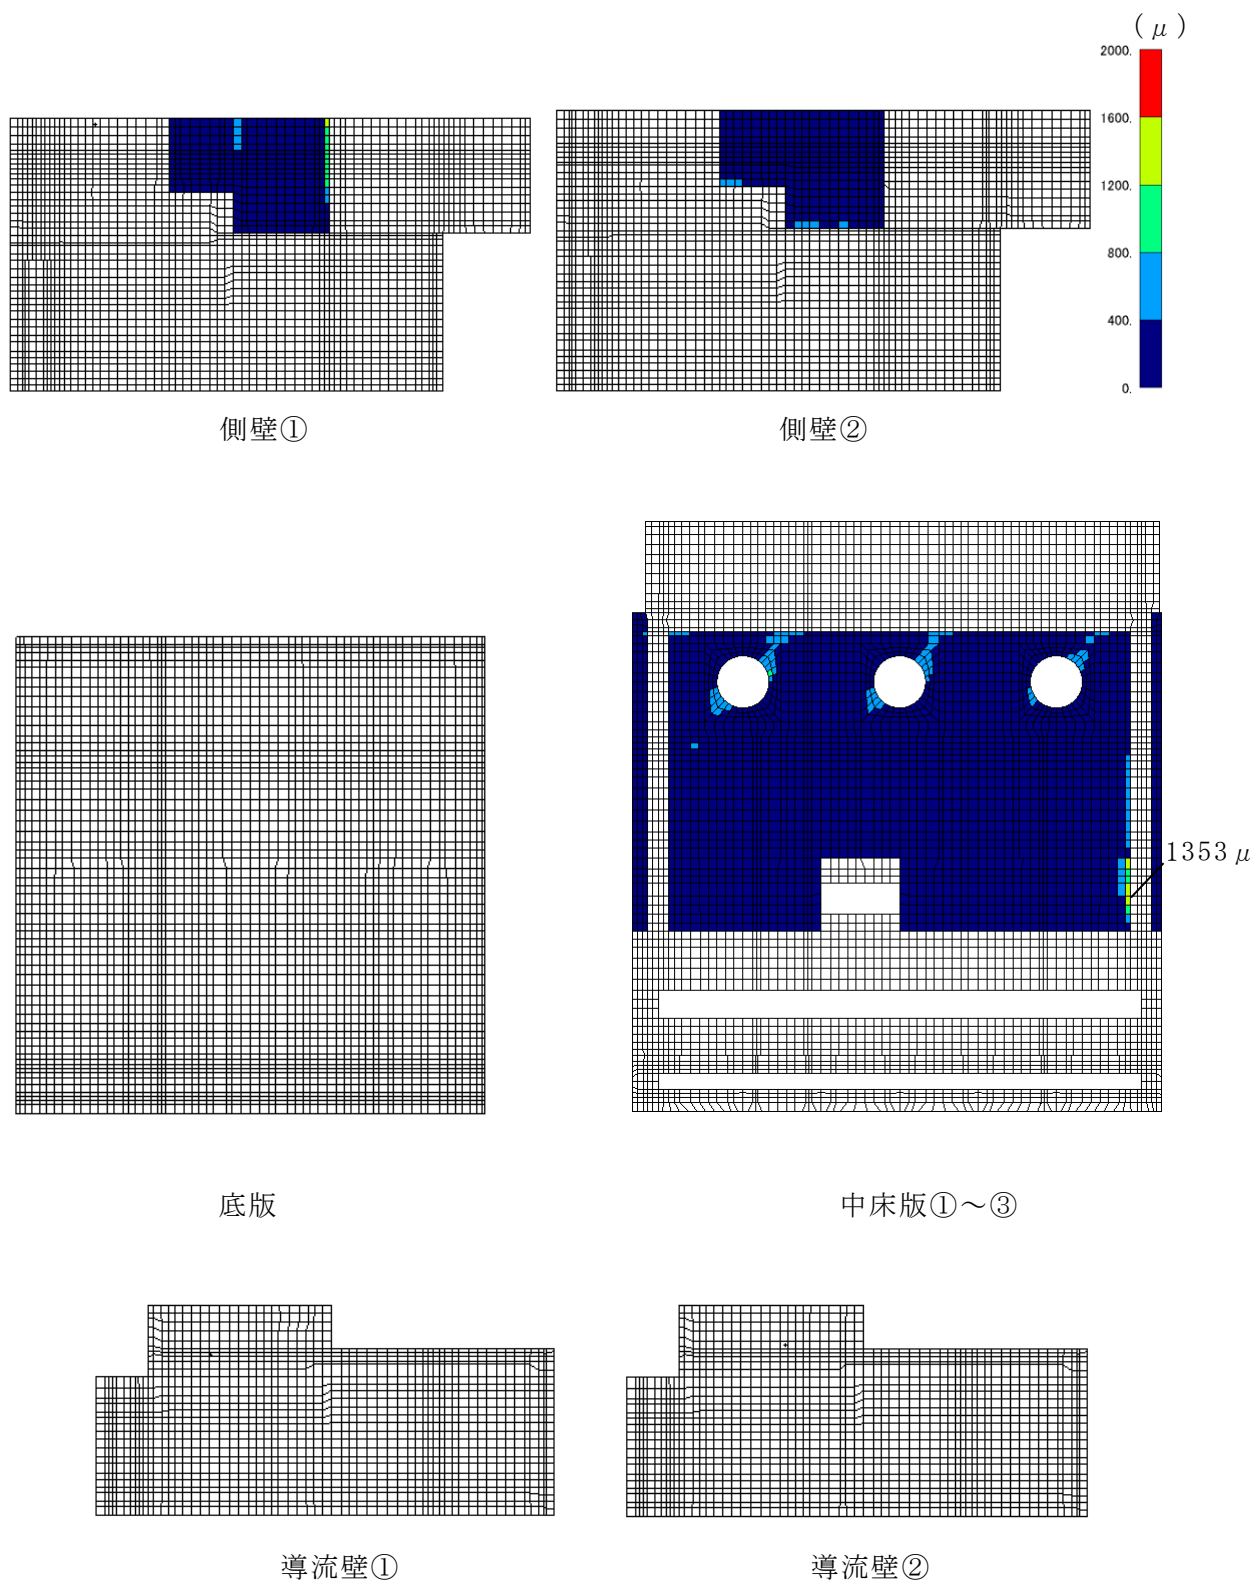 (μ)
2000.
1600.
1200.
800.
400.
0.
側壁①
側壁②
1353μ
底版
中床版①～③
導流壁①
導流壁②